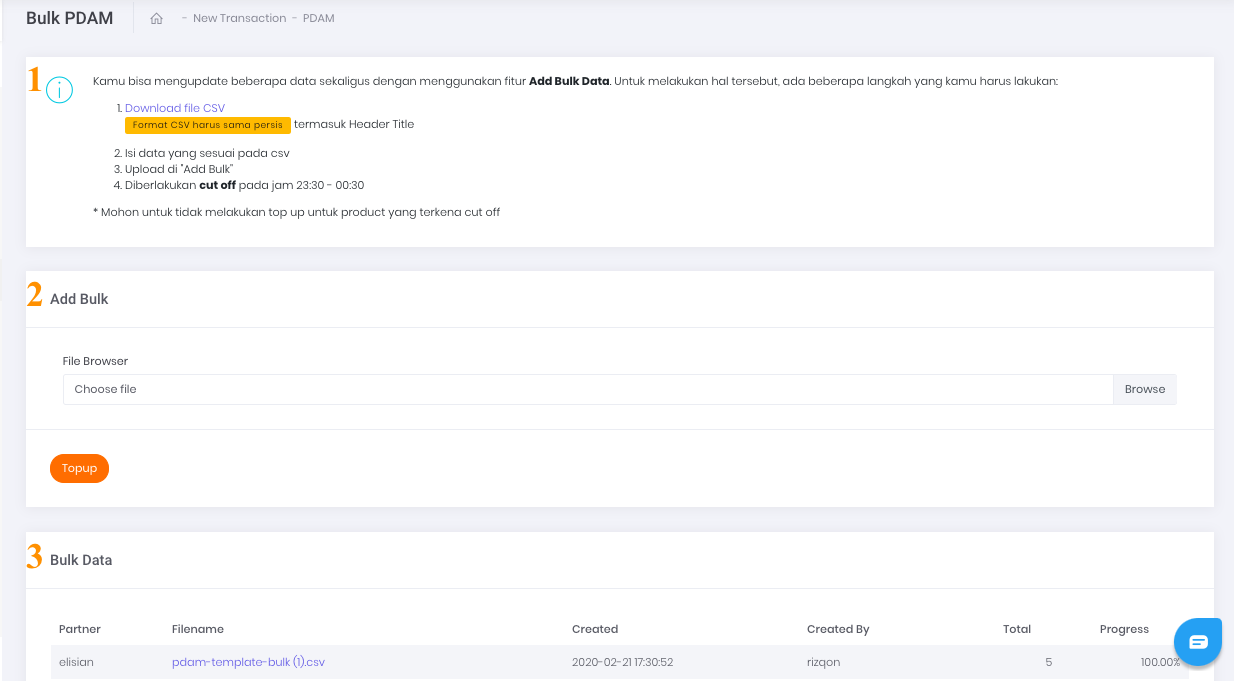 Bulk PDAM - New Transaction - PDAM
1
Kamu bisa mengupdate beberapa data sekaligus dengan menggunakan fitur Add Bulk Data. Untuk melakukan hal tersebut, ada beberapa langkah yang kamu harus lakukan:
1. Download file CSV
Format CSV harus sama persis termasuk Header Title
2. Isi data yang sesuai pada csv
3. Upload di "Add Bulk"
4. Diberlakukan cut off pada jam 23:30 - 00:30
* Mohon untuk tidak melakukan top up untuk product yang terkena cut off
2 Add Bulk
File Browser
Choose file Browse
Topup
3 Bulk Data
Partner Filename Created Created By Total Progress
elisian pdam-template-bulk (1).csv 2020-02-21 17:30:52 rizqon 5 100.00%